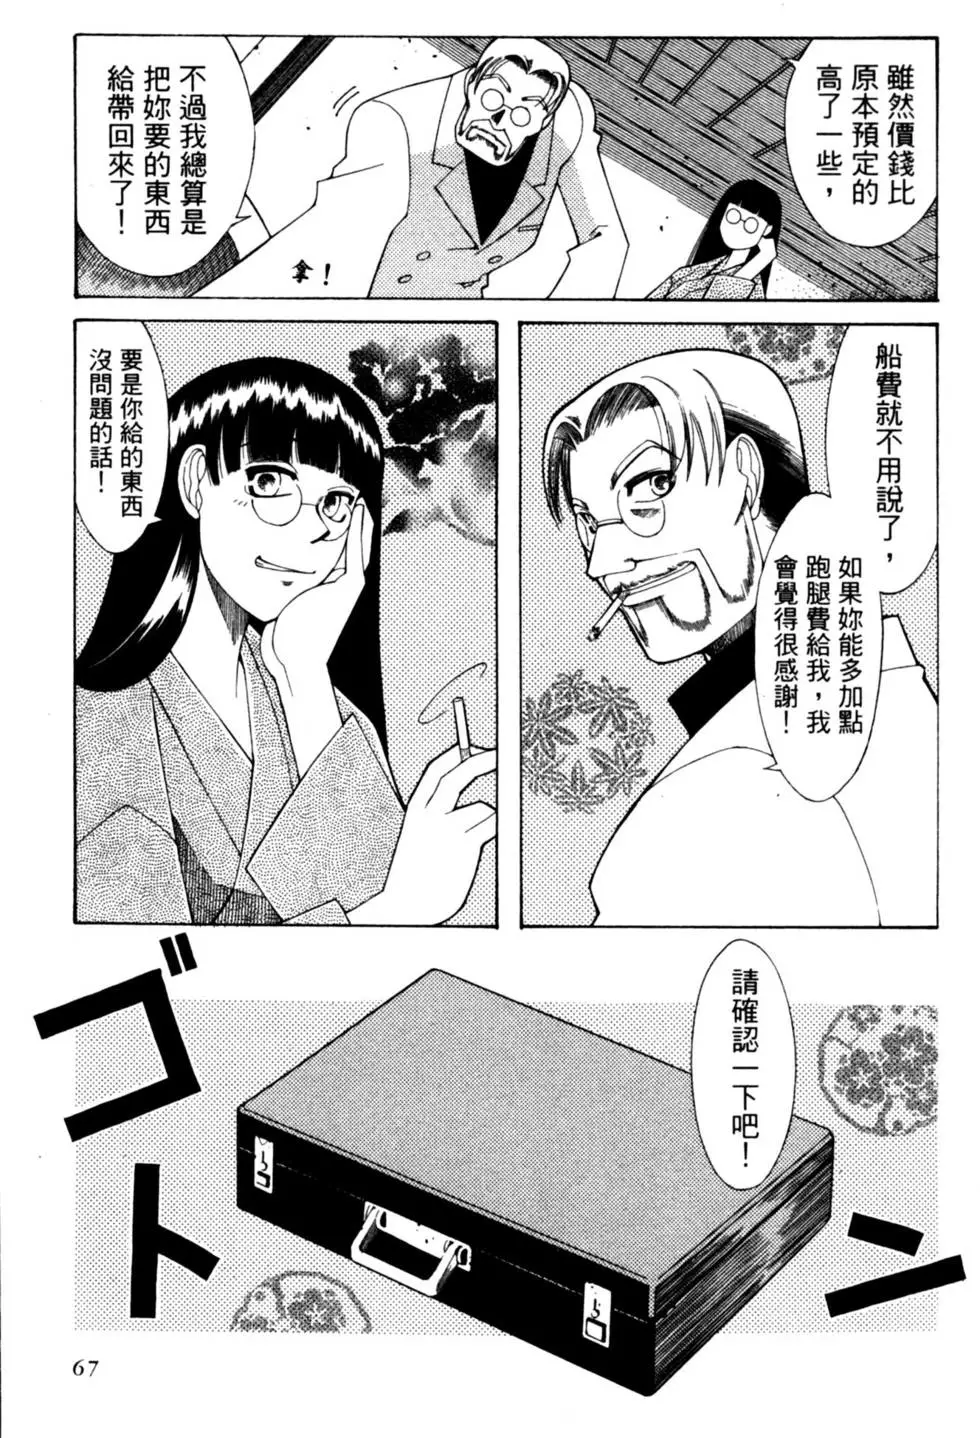 雖然價錢比
原本預定的
高了一些，
不過我總算是
把妳要的東西
給帶回來了！
拿！
船費就不用說了，
如果妳能多加點
跑腿費給我，我
會覺得很感謝！
要是你給的東西
沒問題的話！
請確認一下吧！
ゴトン
67